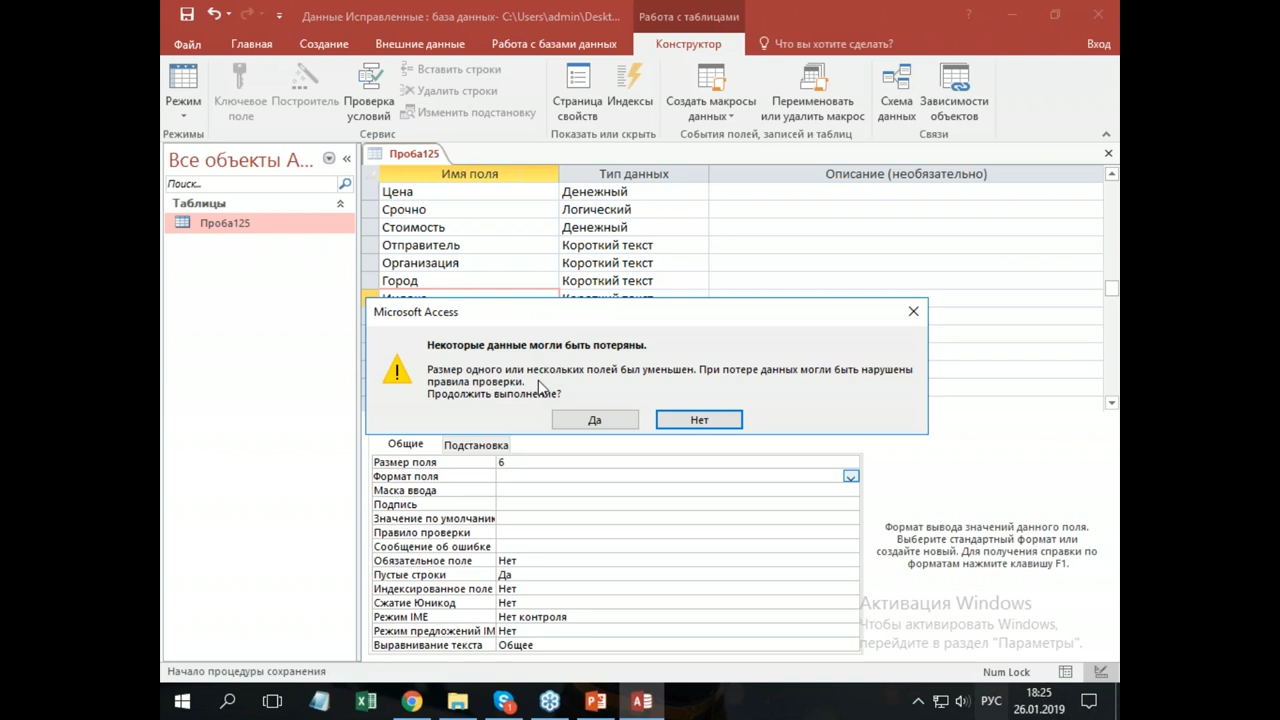 Данные Исправленные : база данных- C:\Users\admin\Deskt...
Работа с таблицами
?
Файл
Главная
Создание
Внешние данные
Работа с базами данных
Конструктор
Что вы хотите сделать?
Вход
Режим
Ключевое поле
Построитель
Проверка условий
Вставить строки
Удалить строки
Изменить подстановку
Страница свойств
Индексы
Создать макросы данных
Переименовать или удалить макрос
Схема данных
Зависимости объектов
Режимы
Сервис
Показать или скрыть
События полей, записей и таблиц
Связи
Все объекты A...
Поиск...
Таблицы
Проба125
Проба125
Имя поля Тип данных Описание (необязательно)
Цена Денежный
Срочно Логический
Стоимость Денежный
Отправитель Короткий текст
Организация Короткий текст
Город Короткий текст
Microsoft Access
Некоторые данные могли быть потеряны.
Размер одного или нескольких полей был уменьшен. При потере данных могли быть нарушены
правила проверки.
Продолжить выполнение?
Да
Нет
Общие
Подстановка
Размер поля 6
Формат поля
Маска ввода
Подпись
Значение по умолчани
Правило проверки
Сообщение об ошибке
Обязательное поле Нет
Пустые строки Да
Индексированное поле Нет
Сжатие Юникод Нет
Режим IME Нет контроля
Режим предложений IM Нет
Выравнивание текста Общее
Формат вывода значений данного поля.
Выберите стандартный формат или
создайте новый. Для получения справки по
форматам нажмите клавишу F1.
Активация Windows
Чтобы активировать Windows,
перейдите в раздел "Параметры".
Начало процедуры сохранения
Num Lock
РУС
18:25
26.01.2019